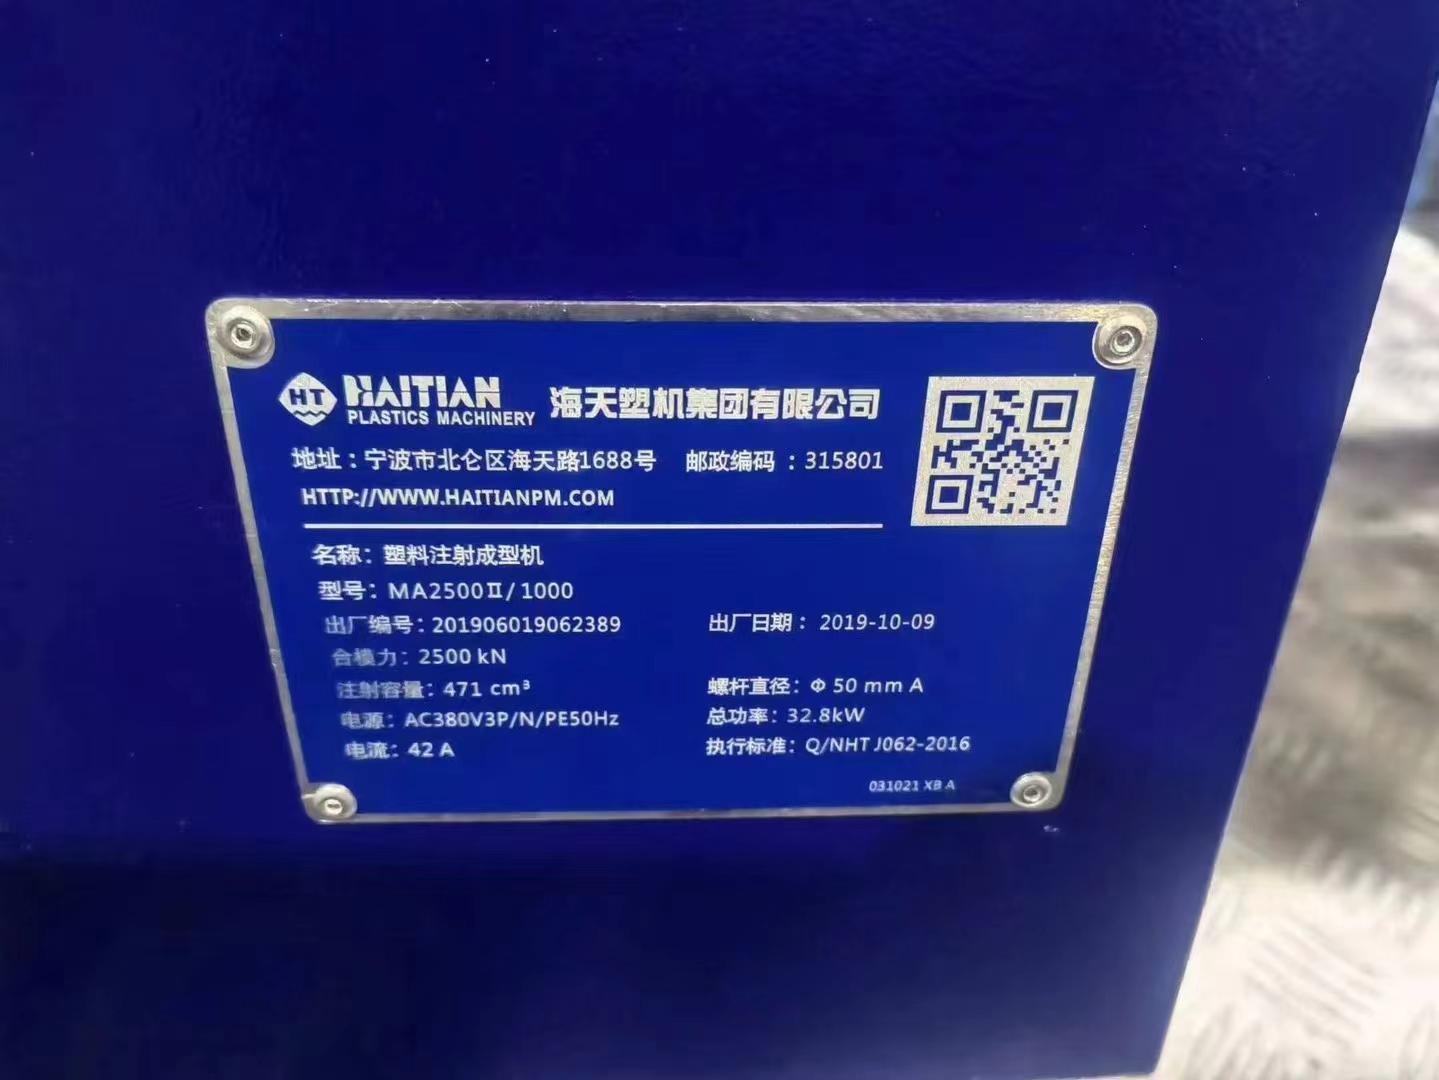 HT HAITIAN 海天塑机集团有限公司
PLASTICS MACHINERY
地址：宁波市北仑区海天路1688号 邮政编码：315801
HTTP://WWW.HAITIANPM.COM
名称：塑料注射成型机
型号：MA2500Ⅱ/1000
出厂编号：201906019062389 出厂日期：2019-10-09
合模力：2500 kN
注射容量：471 cm³ 螺杆直径：Φ 50 mm A
电源：AC380V3P/N/PE50Hz 总功率：32.8kW
电流：42 A 执行标准：Q/NHT J062-2016
031021 XB A